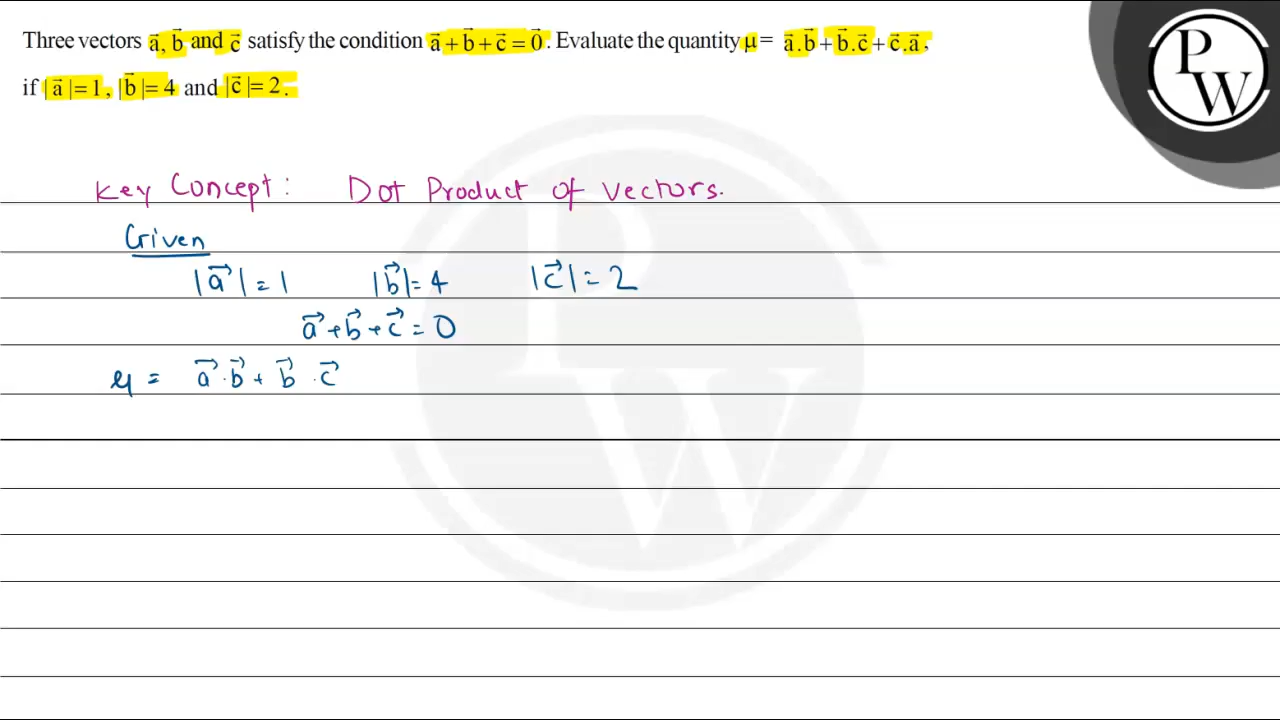 Three vectors a⃗, b⃗ and c⃗ satisfy the condition a⃗ + b⃗ + c⃗ = 0⃗. Evaluate the quantity μ = a⃗.b⃗ + b⃗.c⃗ + c⃗.a⃗,
if |a⃗| = 1, |b⃗| = 4 and |c⃗| = 2.
P
W
Key Concept: Dot Product of vectors.
Given
|a⃗| = 1 |b⃗| = 4 |c⃗| = 2
a⃗ + b⃗ + c⃗ = 0
μ = a⃗ . b⃗ + b⃗ . c⃗